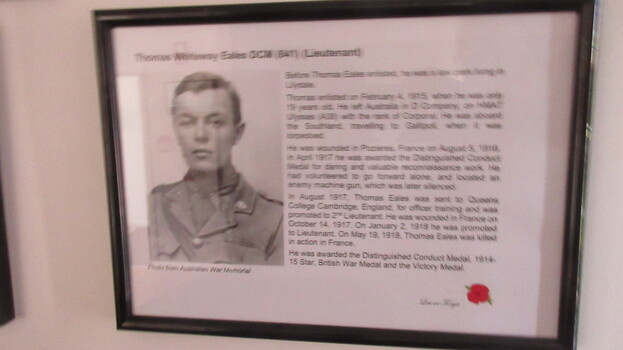 Thomas Whiteway Eales DCM (841) (Lieutenant)
Before Thomas Eales enlisted, he was a law clerk living in
Lilydale.
Thomas enlisted on February 4, 1915, when he was only
19 years old. He left Australia in D Company, on HMAT
Ulysses (A38) with the rank of Corporal. He was aboard
the Southland, travelling to Gallipoli, when it was
torpedoed.
He was wounded in Pozieres, France on August 5, 1916,
in April 1917 he was awarded the Distinguished Conduct
Medal for daring and valuable reconnaissance work. He
had volunteered to go forward alone, and located an
enemy machine gun, which was later silenced.
In August 1917, Thomas Eales was sent to Queens
College Cambridge, England, for officer training and was
promoted to 2nd Lieutenant. He was wounded in France on
October 14, 1917. On January 2, 1918 he was promoted
to Lieutenant. On May 19, 1918, Thomas Eales was killed
in action in France.
He was awarded the Distinguished Conduct Medal, 1914-
15 Star, British War Medal and the Victory Medal.
Photo from Australian War Memorial
Lest we Forget